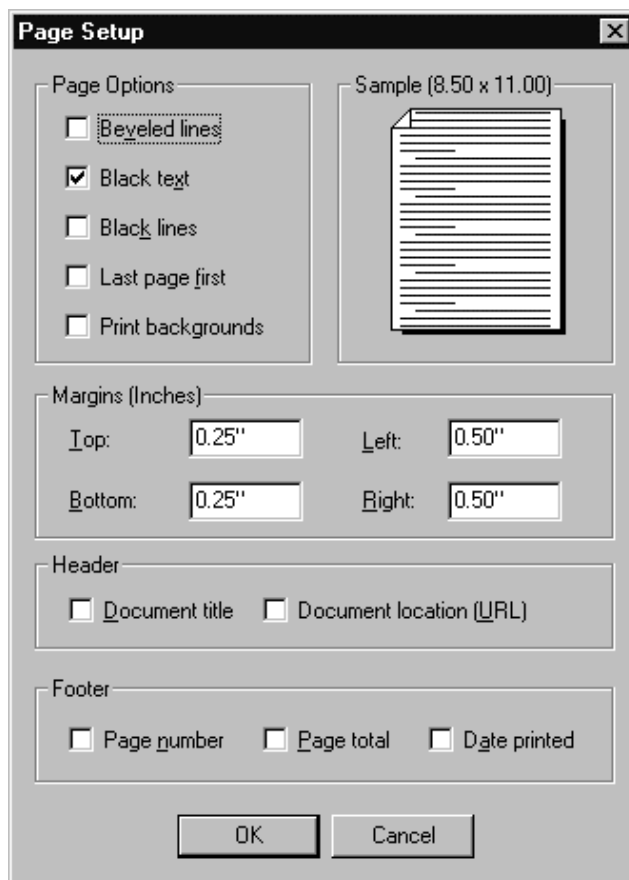 Page Setup
Page Options
Beveled lines
Black text
Black lines
Last page first
Print backgrounds
Sample (8.50 x 11.00)
Margins (Inches)
Top: 0.25" Left: 0.50"
Bottom: 0.25" Right: 0.50"
Header
Document title Document location (URL)
Footer
Page number Page total Date printed
OK Cancel